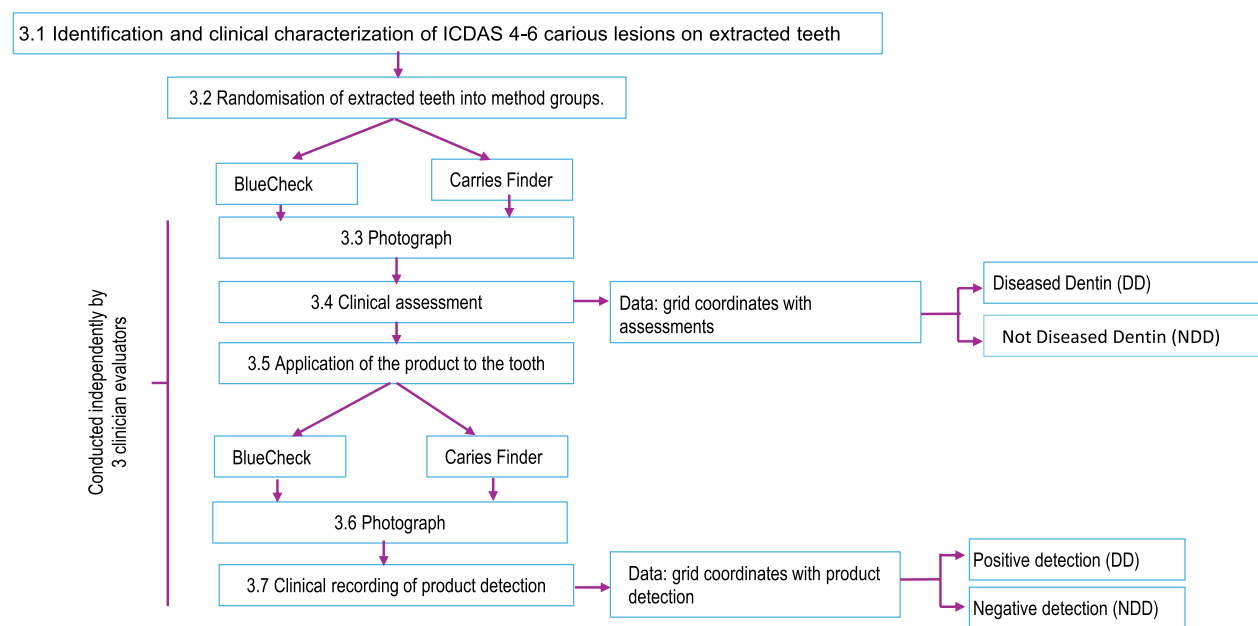 3.1 Identification and clinical characterization of ICDAS 4-6 carious lesions on extracted teeth
3.2 Randomisation of extracted teeth into method groups.
BlueCheck
Carries Finder
3.3 Photograph
3.4 Clinical assessment
Data: grid coordinates with
assessments
Diseased Dentin (DD)
Not Diseased Dentin (NDD)
3.5 Application of the product to the tooth
Conducted independently by
3 clinician evaluators
BlueCheck
Caries Finder
3.6 Photograph
3.7 Clinical recording of product detection
Data: grid coordinates with product
detection
Positive detection (DD)
Negative detection (NDD)